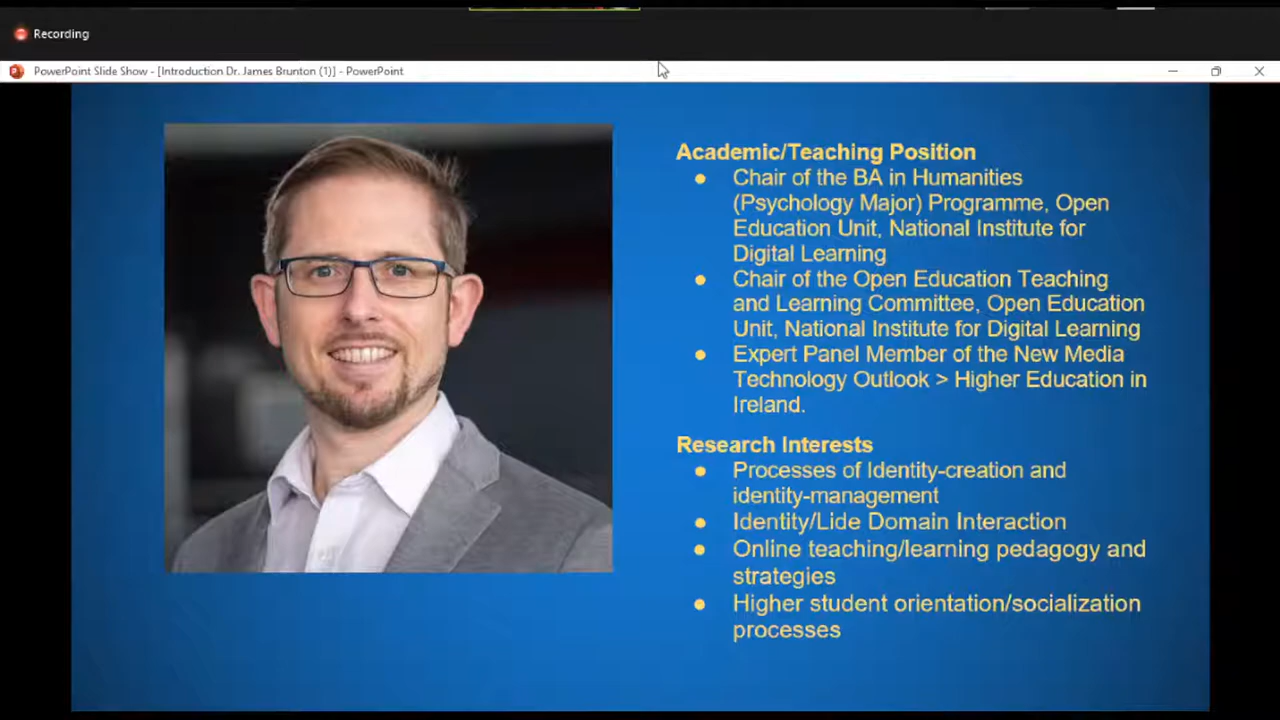 Recording
PowerPoint Slide Show - [Introduction Dr. James Brunton (1)] - PowerPoint
Academic/Teaching Position
● Chair of the BA in Humanities
(Psychology Major) Programme, Open
Education Unit, National Institute for
Digital Learning
● Chair of the Open Education Teaching
and Learning Committee, Open Education
Unit, National Institute for Digital Learning
● Expert Panel Member of the New Media
Technology Outlook > Higher Education in
Ireland.
Research Interests
● Processes of Identity-creation and
identity-management
● Identity/Lide Domain Interaction
● Online teaching/learning pedagogy and
strategies
● Higher student orientation/socialization
processes